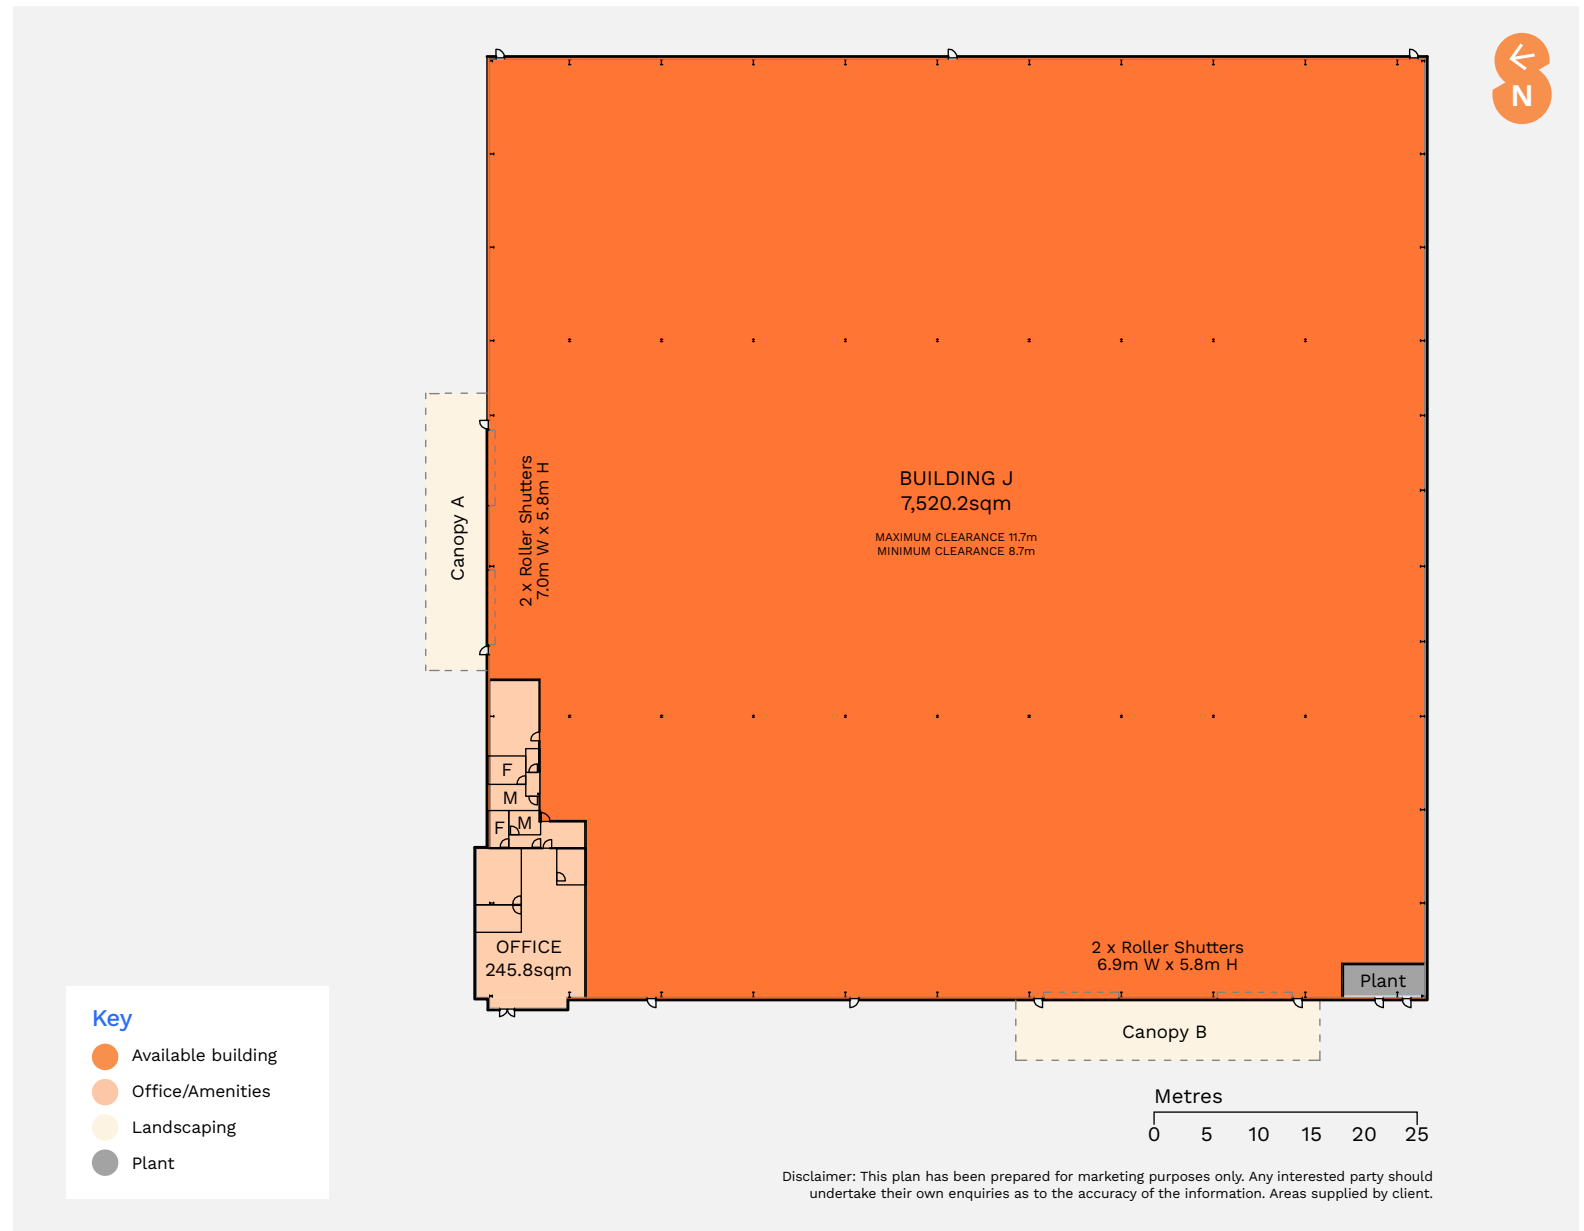 N
BUILDING J
7,520.2sqm
MAXIMUM CLEARANCE 11.7m
MINIMUM CLEARANCE 8.7m
Canopy A
2 x Roller Shutters
7.0m W x 5.8m H
F
M
F
M
OFFICE
245.8sqm
2 x Roller Shutters
6.9m W x 5.8m H
Plant
Canopy B
Key
Available building
Office/Amenities
Landscaping
Plant
Metres
0 5 10 15 20 25
Disclaimer: This plan has been prepared for marketing purposes only. Any interested party should
undertake their own enquiries as to the accuracy of the information. Areas supplied by client.